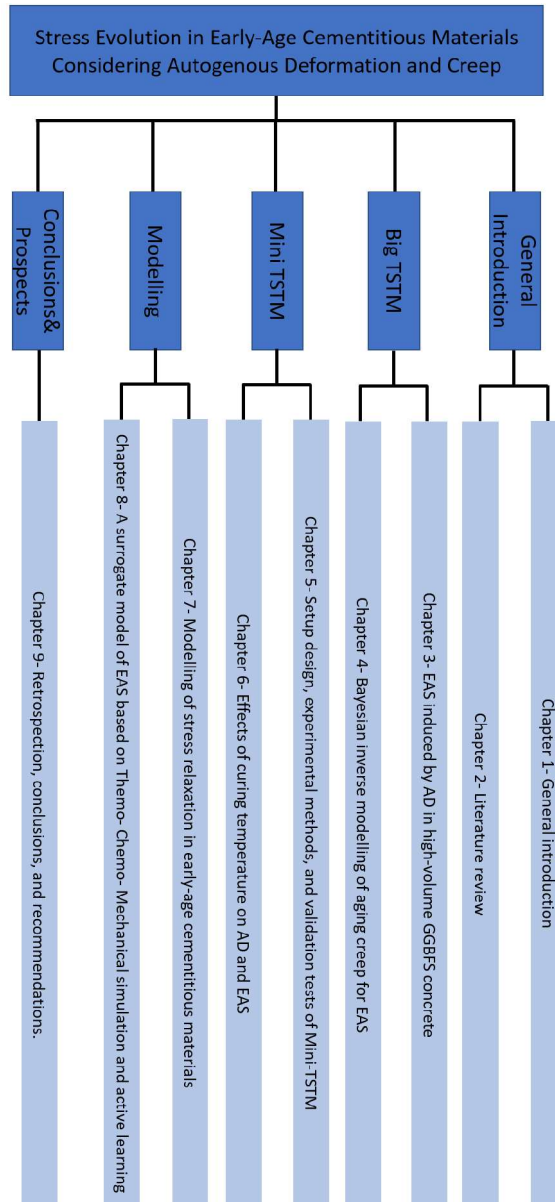 Stress Evolution in Early-Age Cementitious Materials
Considering Autogenous Deformation and Creep
General
Introduction
Chapter 1- General introduction
Chapter 2- Literature review
Big TSTM
Chapter 3- EAS induced by AD in high-volume GGBFS concrete
Chapter 4- Bayesian inverse modelling of aging creep for EAS
Mini TSTM
Chapter 5- Setup design, experimental methods, and validation tests of Mini-TSTM
Chapter 6- Effects of curing temperature on AD and EAS
Modelling
Chapter 7- Modelling of stress relaxation in early-age cementitious materials
Chapter 8- A surrogate model of EAS based on Themo- Chemo- Mechanical simulation and active learning
Conclusions&
Prospects
Chapter 9- Retrospection, conclusions, and recommendations.